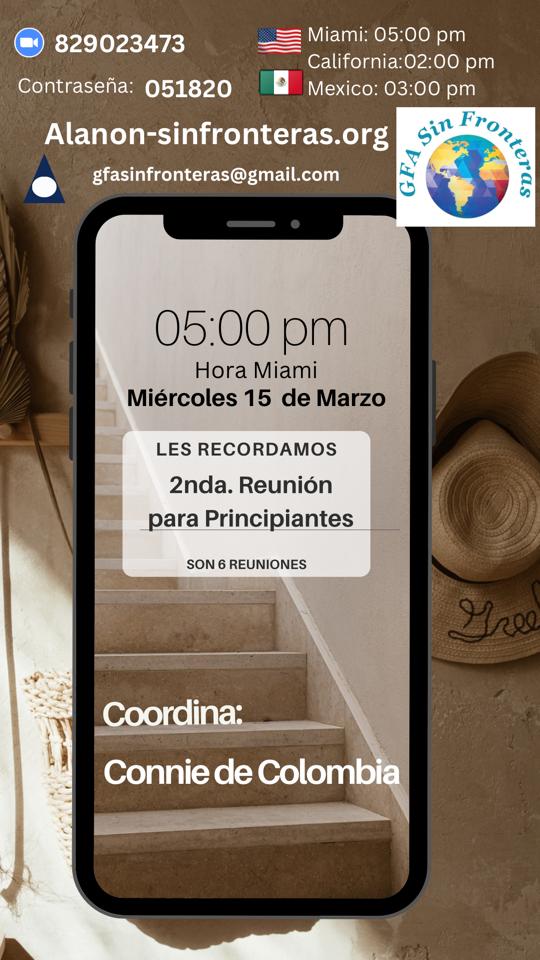 829023473
Contraseña: 051820
Miami: 05:00 pm
California:02:00 pm
Mexico: 03:00 pm
Alanon-sinfronteras.org
gfasinfronteras@gmail.com
GFA Sin Fronteras
05:00 pm
Hora Miami
Miércoles 15 de Marzo
LES RECORDAMOS
2nda. Reunión
para Principiantes
SON 6 REUNIONES
Coordina:
Connie de Colombia